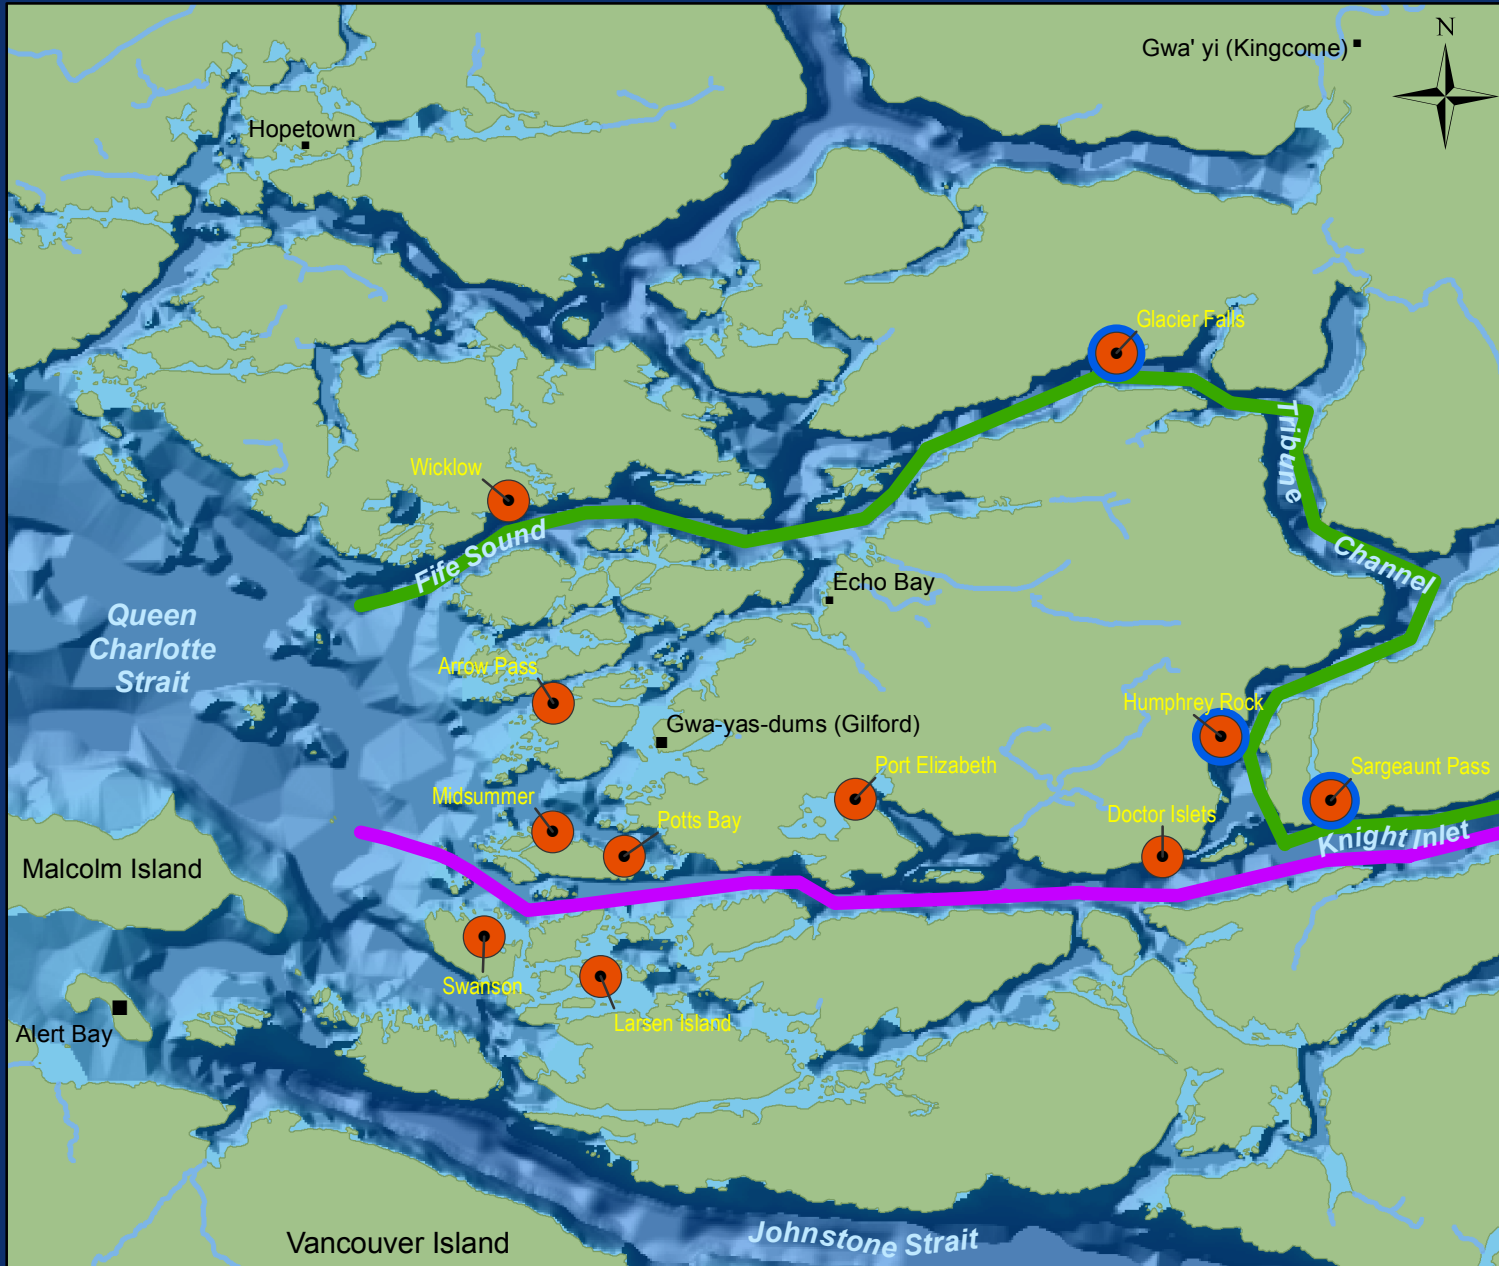 N
Gwa' yi (Kingcome)
Hopetown
Glacier Falls
Tribune
Channel
Wicklow
Fife Sound
Echo Bay
Queen
Charlotte
Strait
Arrow Pass
Gwa-yas-dums (Gilford)
Humphrey Rock
Port Elizabeth
Sargeaunt Pass
Midsummer
Potts Bay
Doctor Islets
Knight Inlet
Malcolm Island
Swanson
Larsen Island
Alert Bay
Vancouver Island
Johnstone Strait